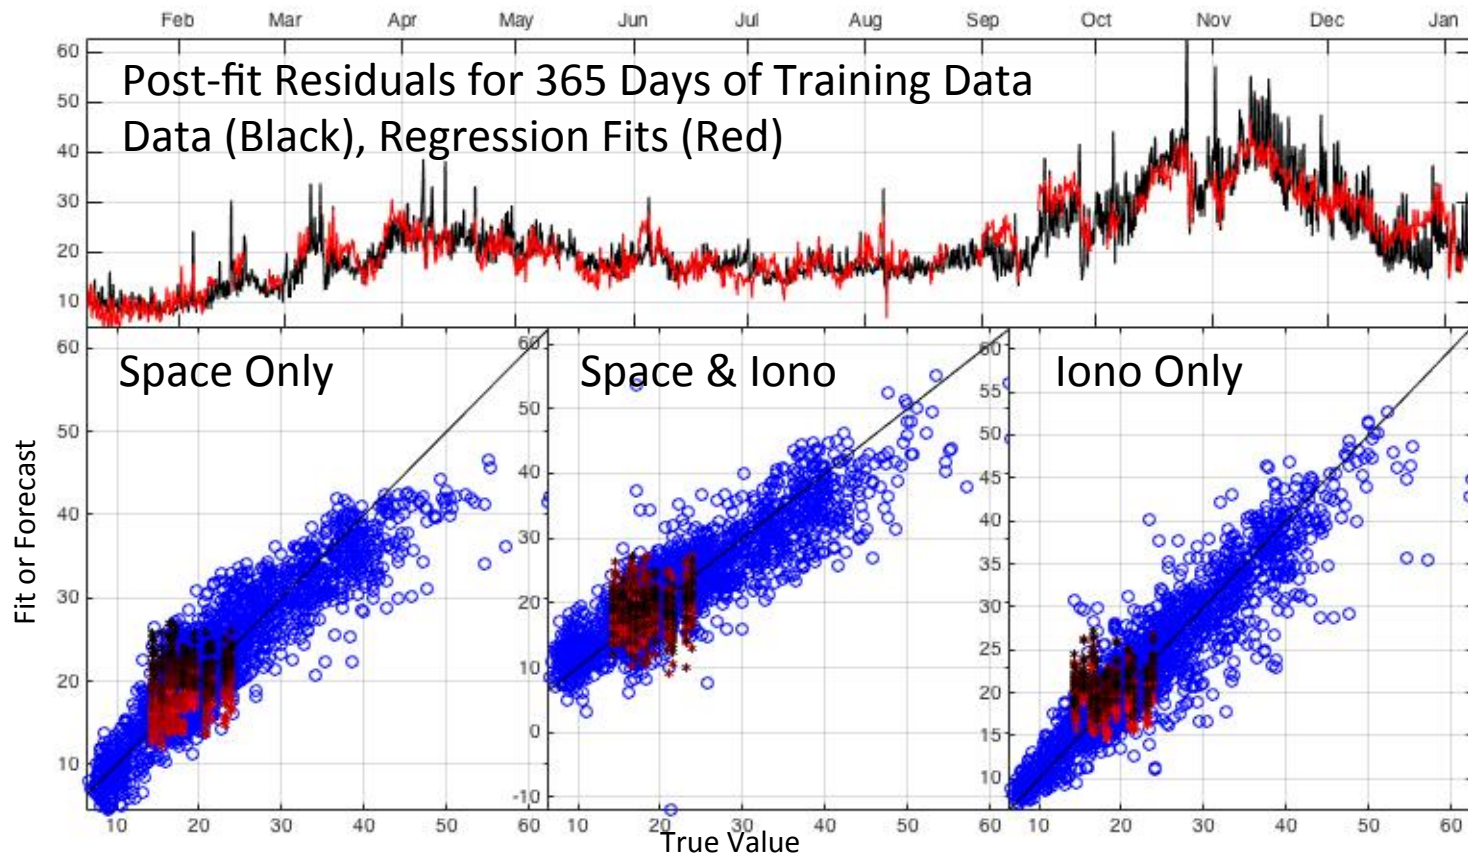 Feb Mar Apr May Jun Jul Aug Sep Oct Nov Dec Jan
60
50
40
30
20
10
Post-fit Residuals for 365 Days of Training Data
Data (Black), Regression Fits (Red)
Space Only
60
50
40
30
20
10
10 20 30 40 50 60
Space & Iono
60
50
40
30
20
10
0
-10
10 20 30 40 50 60
Iono Only
60
55
50
45
40
35
30
25
20
15
10
10 20 30 40 50 60
Fit or Forecast
True Value